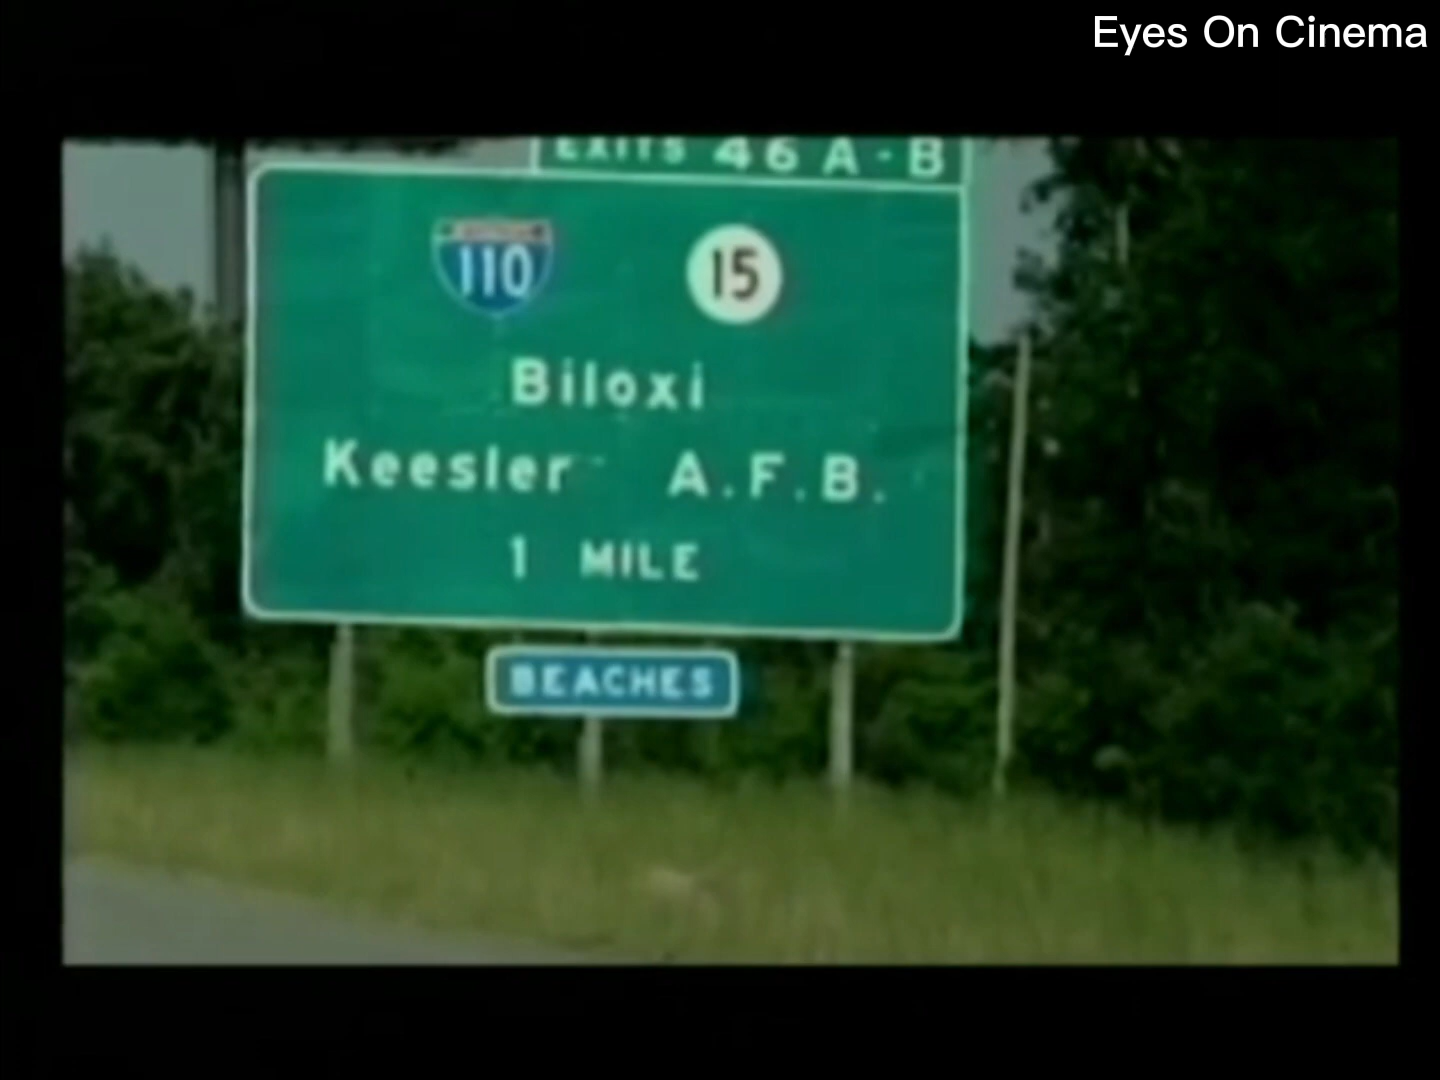 Eyes On Cinema
EXITS 46 A-B
110
15
Biloxi
Keesler A.F.B.
1 MILE
BEACHES